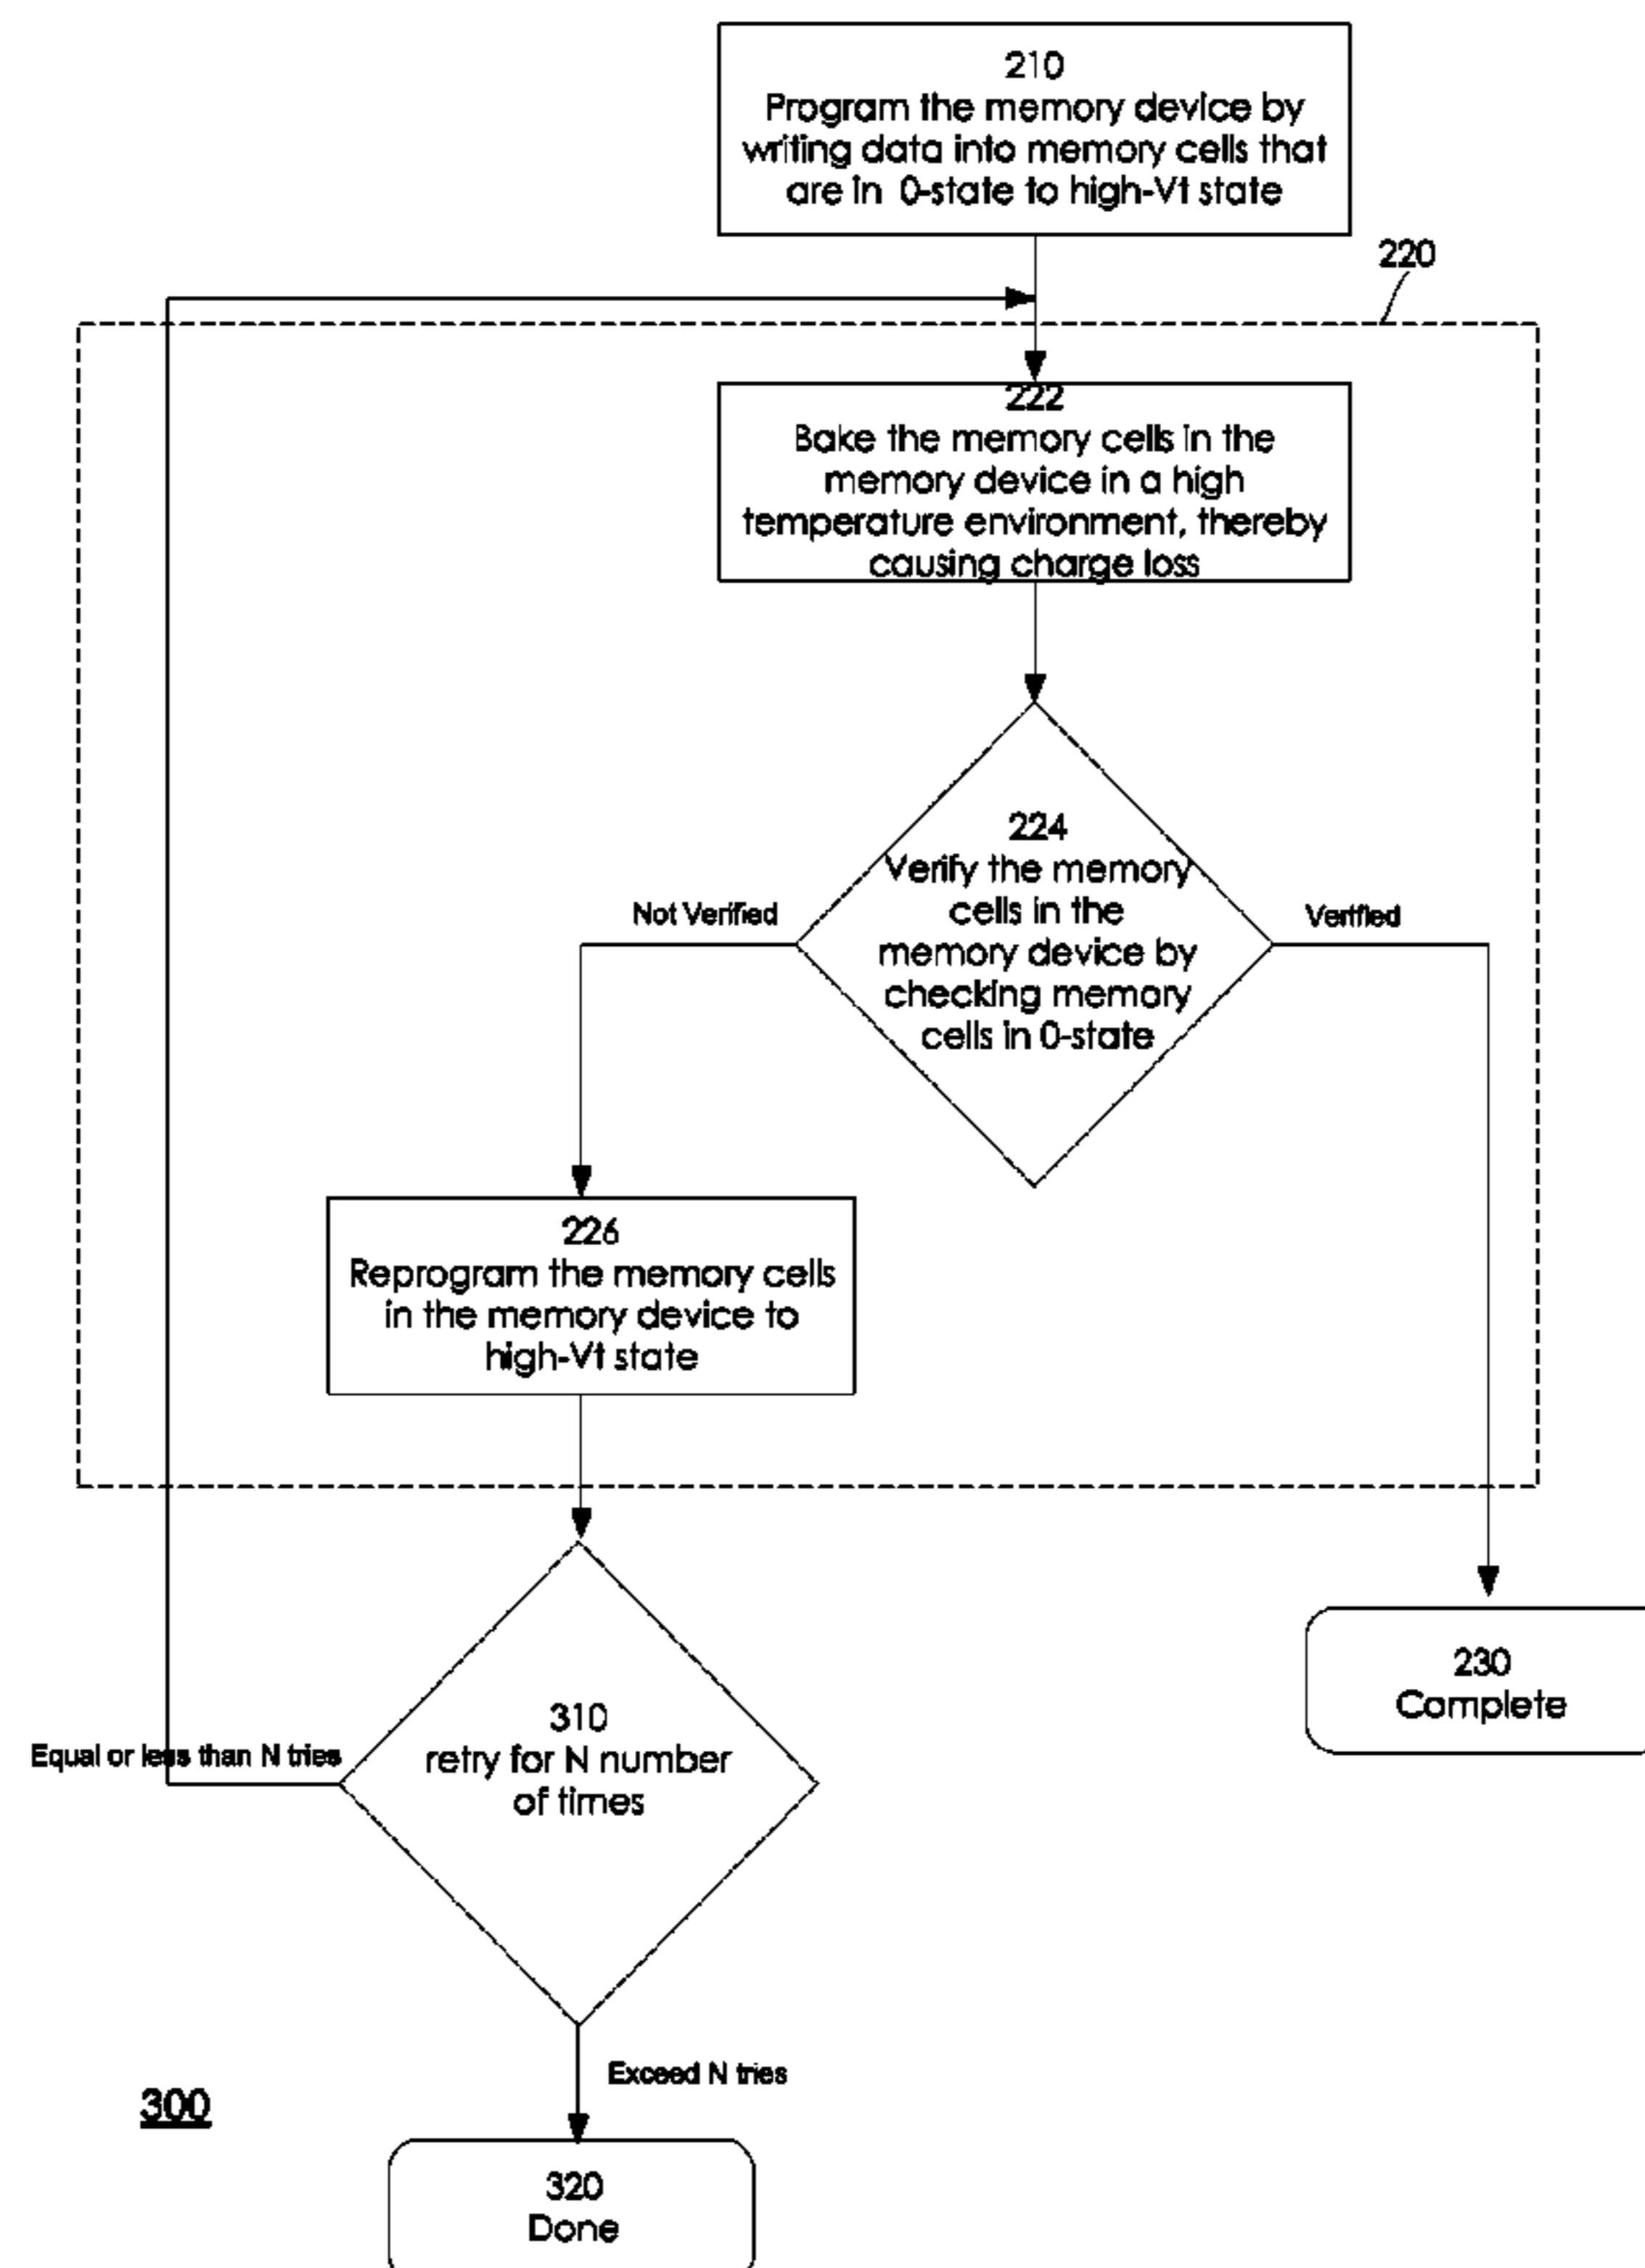 210
Program the memory device by
writing data into memory cells that
are in 0-state to high-Vt state
220
222
Bake the memory cells in the
memory device in a high
temperature environment, thereby
causing charge loss
224
Verify the memory
cells in the
memory device by
checking memory
cells in 0-state
Not Verified
Verified
226
Reprogram the memory cells
in the memory device to
high-Vt state
230
Complete
310
retry for N number
of times
Equal or less than N tries
Exceed N tries
300
320
Done